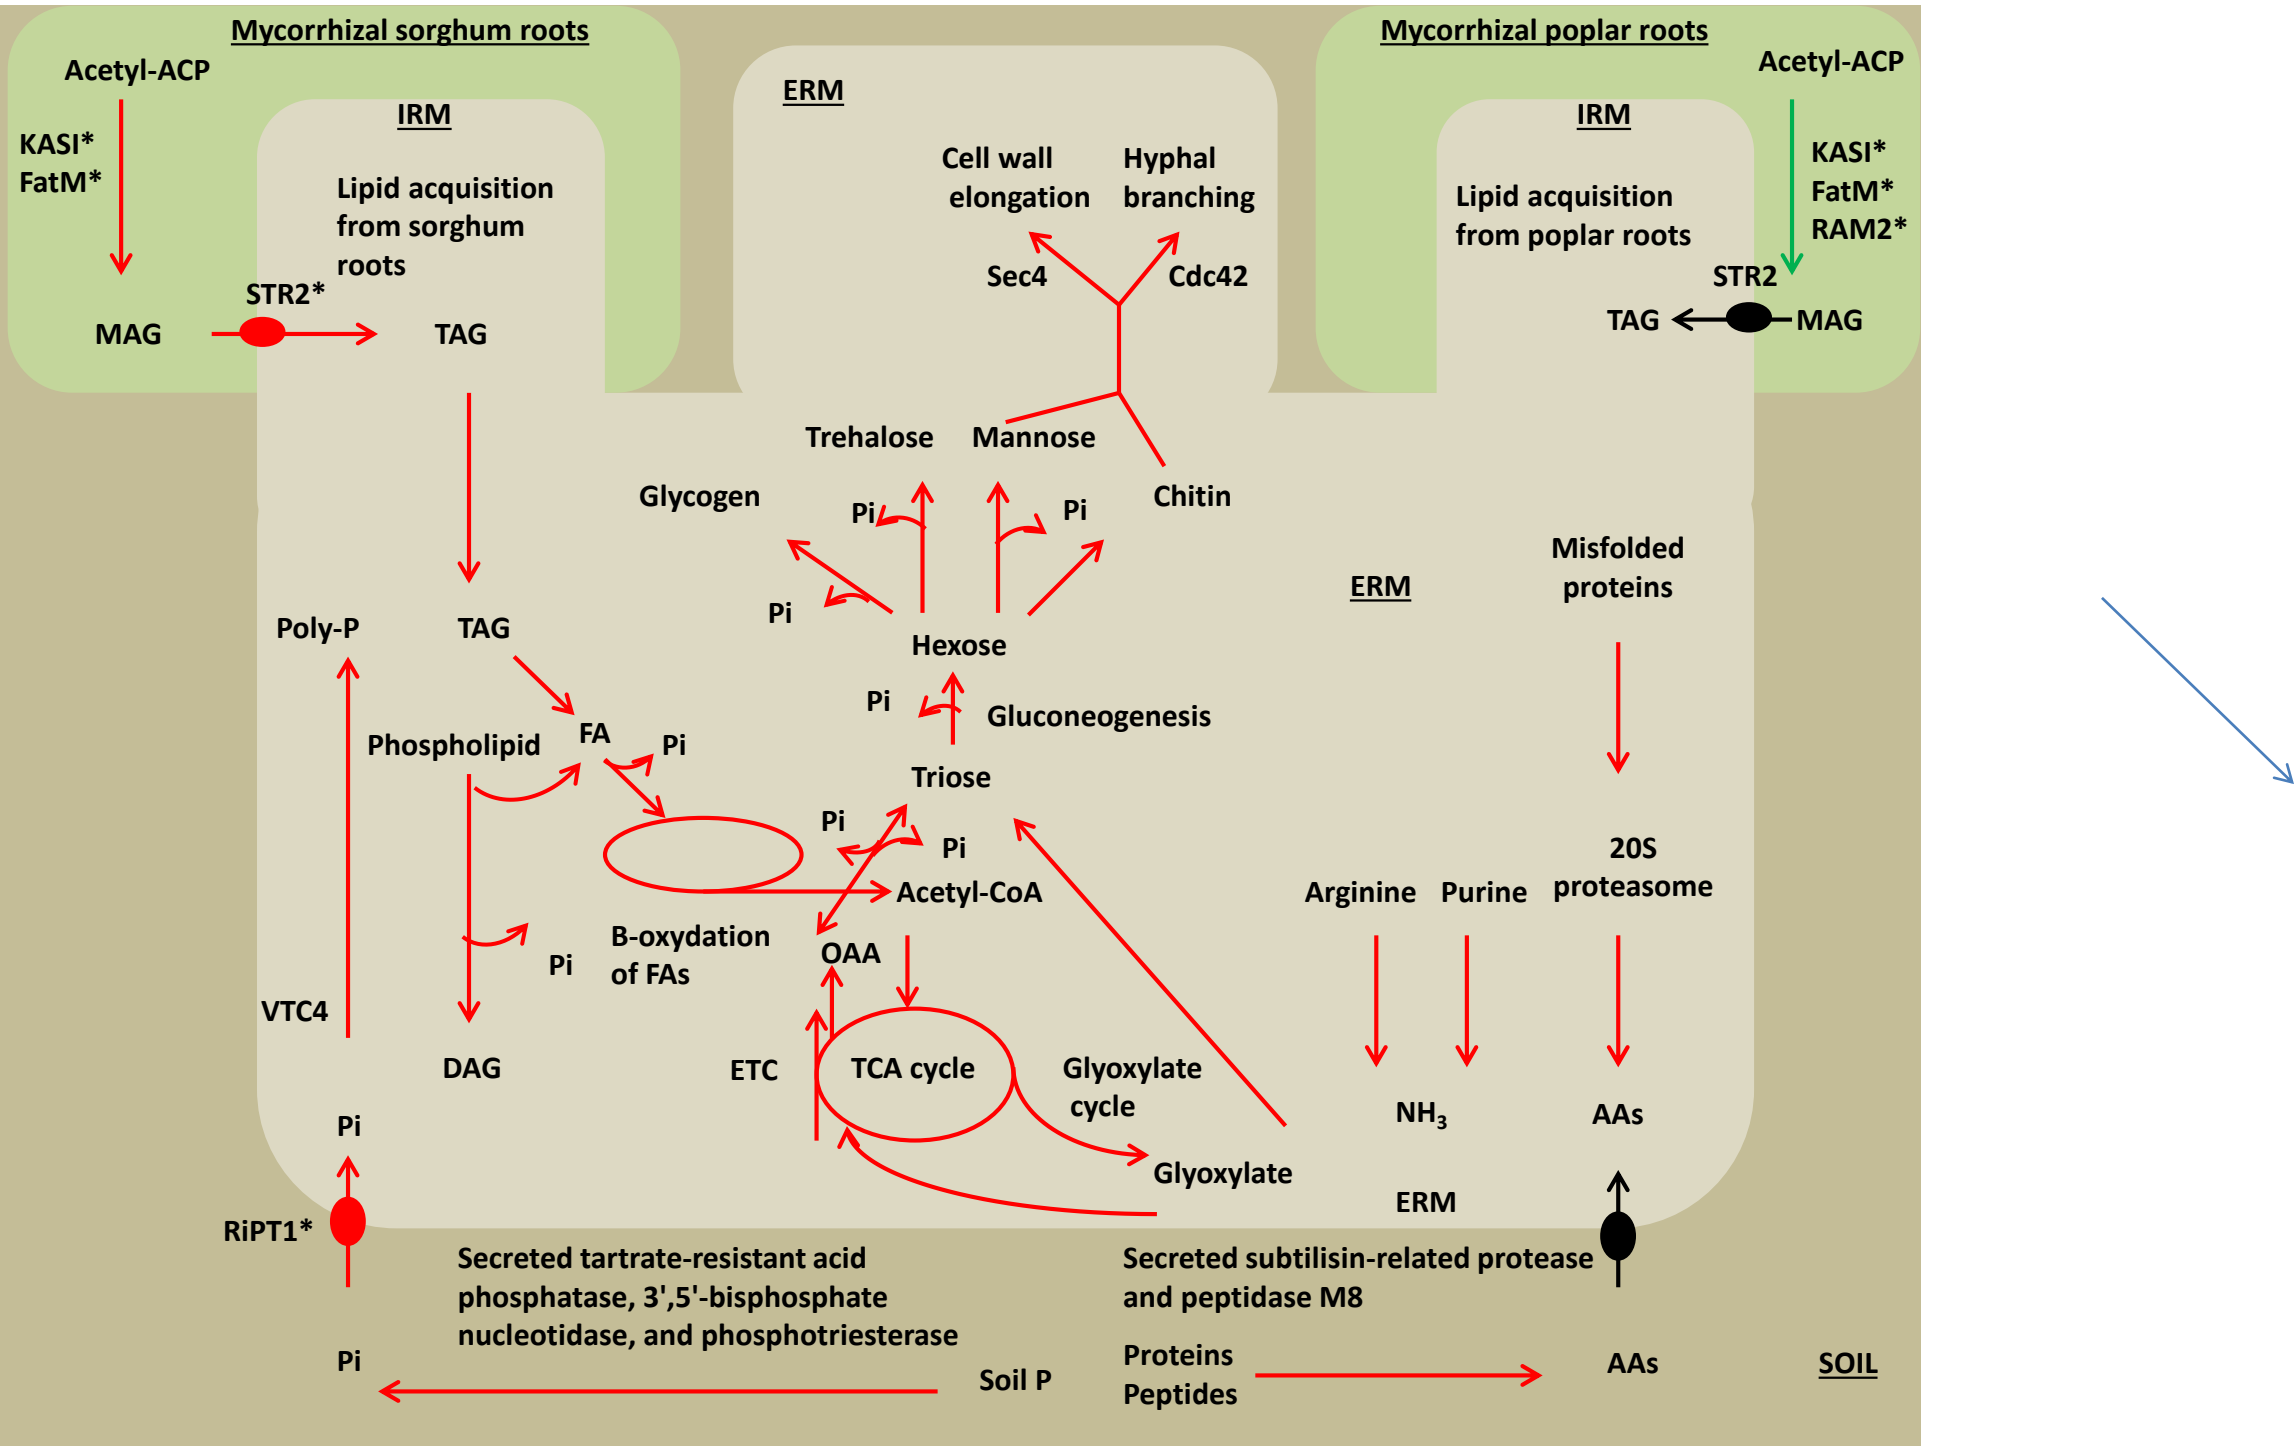 Mycorrhizal sorghum roots
Acetyl-ACP
KASI*
FatM*
IRM
Lipid acquisition
from sorghum
roots
STR2*
MAG
TAG
ERM
Cell wall
elongation
Hyphal
branching
Sec4
Cdc42
Mycorrhizal poplar roots
Acetyl-ACP
IRM
KASI*
FatM*
RAM2*
Lipid acquisition
from poplar roots
STR2
TAG
MAG
Trehalose
Mannose
Glycogen
Pi
Pi
Chitin
Pi
Hexose
Pi
Gluconeogenesis
Triose
Poly-P
TAG
Phospholipid
FA
Pi
Pi
Pi
Acetyl-CoA
B-oxydation
of FAs
OAA
Pi
VTC4
DAG
ETC
TCA cycle
Glyoxylate
cycle
Glyoxylate
ERM
Misfolded
proteins
20S
proteasome
Arginine
Purine
NH₃
AAs
ERM
Pi
RiPT1*
Secreted tartrate-resistant acid
phosphatase, 3',5'-bisphosphate
nucleotidase, and phosphotriesterase
Pi
Soil P
Secreted subtilisin-related protease
and peptidase M8
Proteins
Peptides
AAs
SOIL